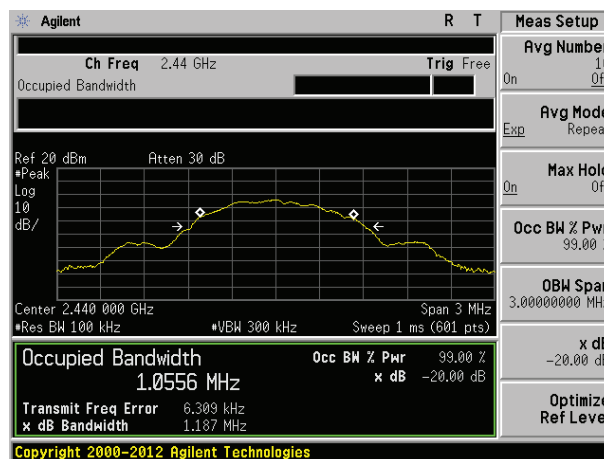 Agilent R T
Ch Freq 2.44 GHz Trig Free
Occupied Bandwidth
Ref 20 dBm Atten 30 dB
#Peak
Log
10
dB/
Center 2.440 000 GHz Span 3 MHz
#Res BW 100 kHz #VBW 300 kHz Sweep 1 ms (601 pts)
Occupied Bandwidth Occ BW % Pwr 99.00 %
1.0556 MHz x dB -20.00 dB
Transmit Freq Error 6.309 kHz
x dB Bandwidth 1.187 MHz
Copyright 2000-2012 Agilent Technologies
Meas Setup
Avg Number
On
Avg Mode
Exp Repea
Max Hold
On Of
Occ BW % Pwr
99.00
OBW Span
3.00000000 MH
x dB
-20.00 dB
Optimize
Ref Leve